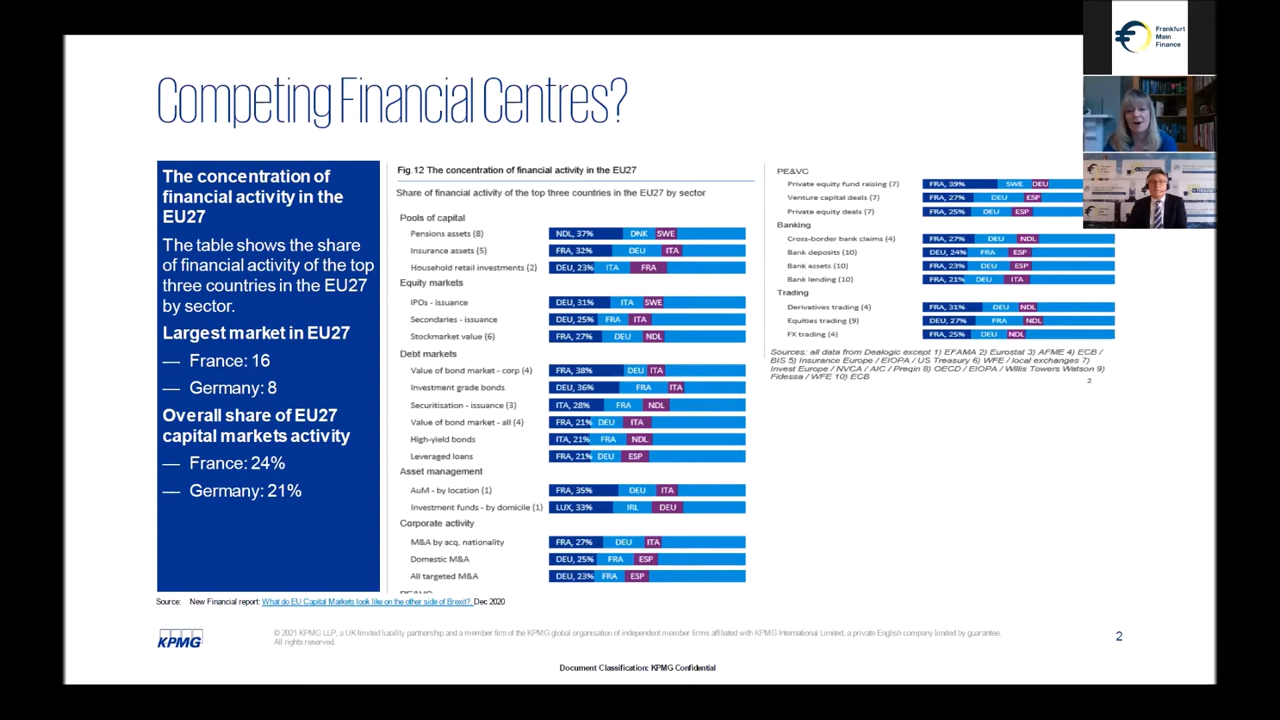 Frankfurt
Main
Finance
Competing Financial Centres?
The concentration of
financial activity in the
EU27
The table shows the share
of financial activity of the top
three countries in the EU27
by sector.
Largest market in EU27
— France: 16
— Germany: 8
Overall share of EU27
capital markets activity
— France: 24%
— Germany: 21%
Fig.12 The concentration of financial activity in the EU27
Share of financial activity of the top three countries in the EU27 by sector
Pools of capital
Pensions assets (8) NDL, 37% DNK SWE
Insurance assets (5) FRA, 32% DEU ITA
Household retail investments (2) DEU, 23% ITA FRA
Equity markets
IPOs - issuance DEU, 31% ITA SWE
Secondaries - issuance DEU, 25% FRA ITA
Stockmarket value (6) FRA, 27% DEU NDL
Debt markets
Value of bond market - corp (4) FRA, 38% DEU ITA
Investment grade bonds DEU, 36% FRA ITA
Securitisation - issuance (3) ITA, 28% FRA NDL
Value of bond market - all (4) FRA, 21% DEU ITA
High-yield bonds ITA, 21% FRA NDL
Leveraged loans FRA, 21% DEU ESP
Asset management
AuM - by location (1) FRA, 35% DEU ITA
Investment funds - by domicile (1) LUX, 33% IRL DEU
Corporate activity
M&A by acq. nationality FRA, 27% DEU ITA
Domestic M&A DEU, 25% FRA ESP
All targeted M&A DEU, 23% FRA ESP
PE&VC
Private equity fund raising (7) FRA, 39% SWE DEU
Venture capital deals (7) FRA, 27% DEU ESP
Private equity deals (7) FRA, 25% DEU ESP
Banking
Cross-border bank claims (4) FRA, 27% DEU NDL
Bank deposits (10) DEU, 24% FRA ESP
Bank assets (10) FRA, 23% DEU ESP
Bank lending (10) FRA, 21% DEU ITA
Trading
Derivatives trading (4) FRA, 31% DEU NDL
Equities trading (9) DEU, 27% FRA NDL
FX trading (4) FRA, 25% DEU NDL
Sources: all data from Dealogic except 1) EFAMA 2) Eurostat 3) AFME 4) ECB /
BIS 5) Insurance Europe / EIOPA / US Treasury 6) WFE / local exchanges 7)
Invest Europe / NVCA / AIC / Preqin 8) OECD / EIOPA / Willis Towers Watson 9)
Fidessa / WFE 10) ECB
2
Source: New Financial report: What do EU Capital Markets look like on the other side of Brexit?, Dec 2020
KPMG
© 2021 KPMG LLP, a UK limited liability partnership and a member firm of the KPMG global organisation of independent member firms affiliated with KPMG International Limited, a private English company limited by guarantee.
All rights reserved.
2
Document Classification: KPMG Confidential